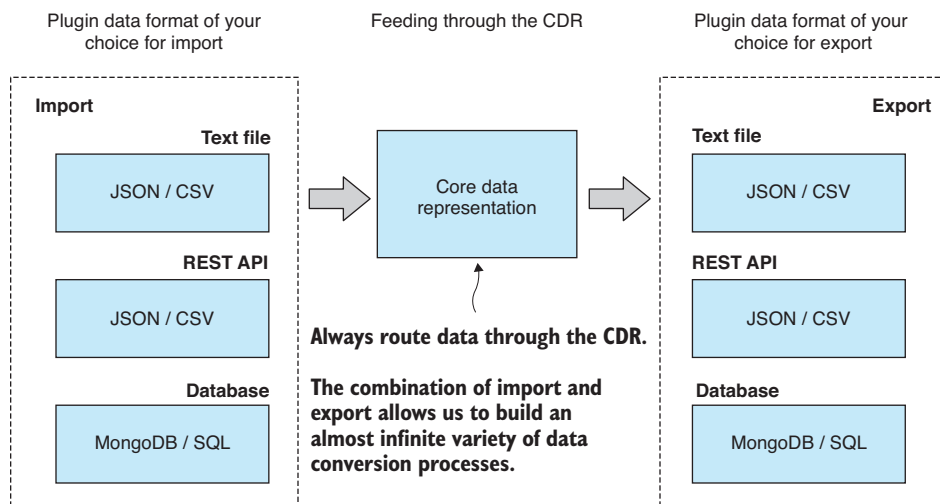 Plugin data format of your
choice for import
Feeding through the CDR
Plugin data format of your
choice for export
Import
Text file
JSON / CSV
REST API
JSON / CSV
Database
MongoDB / SQL
Core data
representation
Always route data through the CDR.
The combination of import and
export allows us to build an
almost infinite variety of data
conversion processes.
Export
Text file
JSON / CSV
REST API
JSON / CSV
Database
MongoDB / SQL